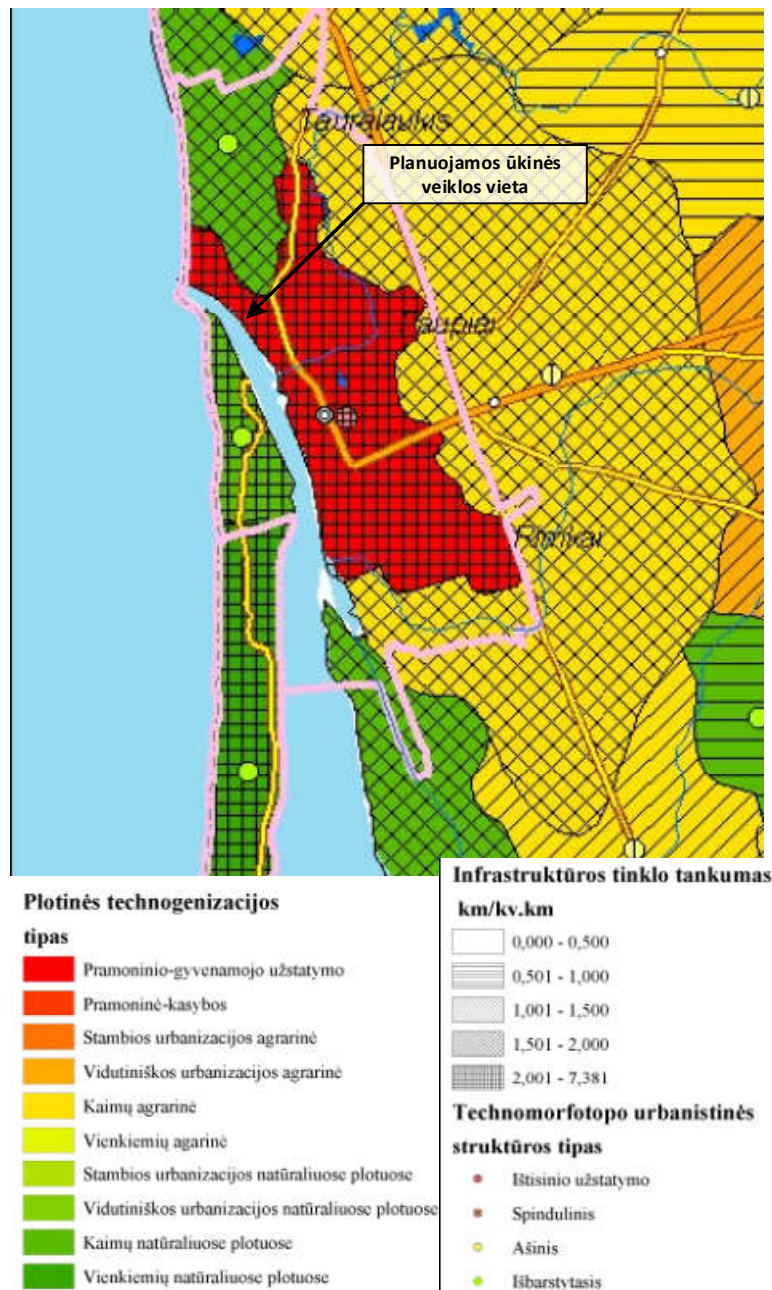 Tauralaukis
Planuojamos ūkinės
veiklos vieta
Laupiai
Rimkai
Plotinės technogenizacijos
tipas
Pramoninio-gyvenamojo užstatymo
Pramoninė-kasybos
Stambios urbanizacijos agrarinė
Vidutiniškos urbanizacijos agrarinė
Kaimų agrarinė
Vienkiemių agarinė
Stambios urbanizacijos natūraliuose plotuose
Vidutiniškos urbanizacijos natūraliuose plotuose
Kaimų natūraliuose plotuose
Vienkiemių natūraliuose plotuose
Infrastruktūros tinklo tankumas
km/kv.km
0,000 - 0,500
0,501 - 1,000
1,001 - 1,500
1,501 - 2,000
2,001 - 7,381
Technomorfotopo urbanistinės
struktūros tipas
Ištisinio užstatymo
Spindulinis
Ašinis
Išbarstytasis